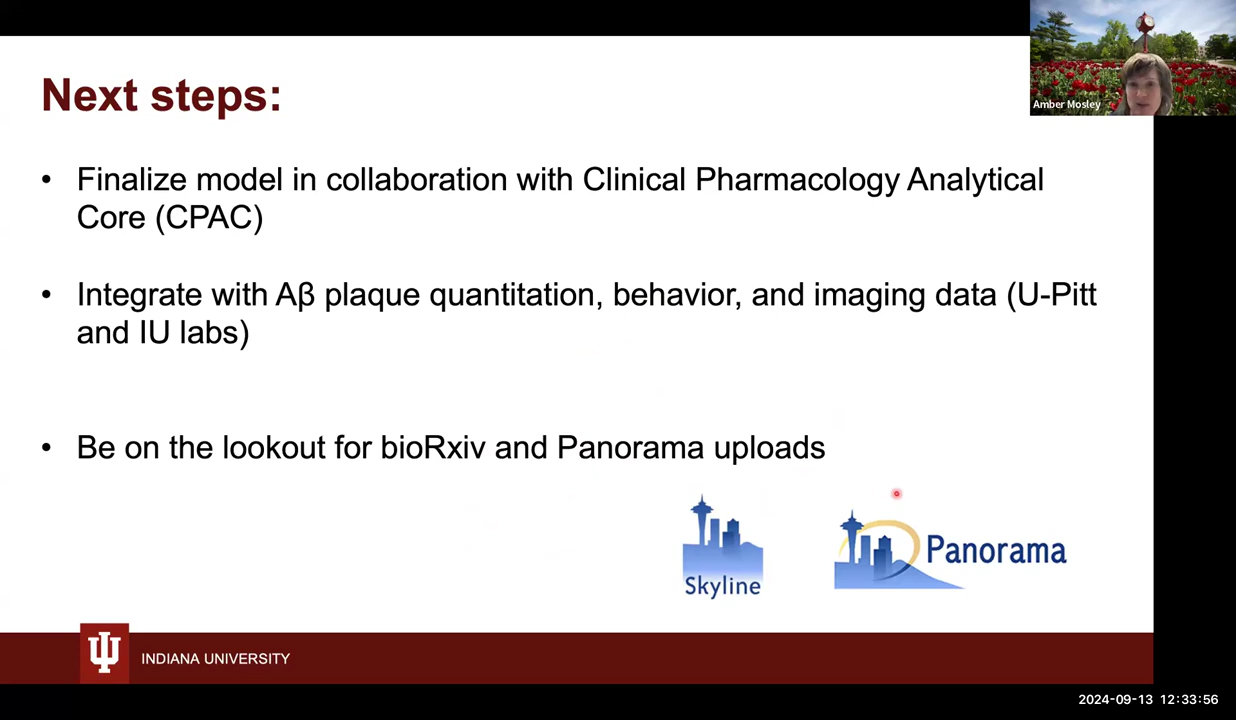 Next steps:
Amber Mosley
• Finalize model in collaboration with Clinical Pharmacology Analytical
Core (CPAC)
• Integrate with Aβ plaque quantitation, behavior, and imaging data (U-Pitt
and IU labs)
• Be on the lookout for bioRxiv and Panorama uploads
Skyline
Panorama
INDIANA UNIVERSITY
2024-09-13 12:33:56